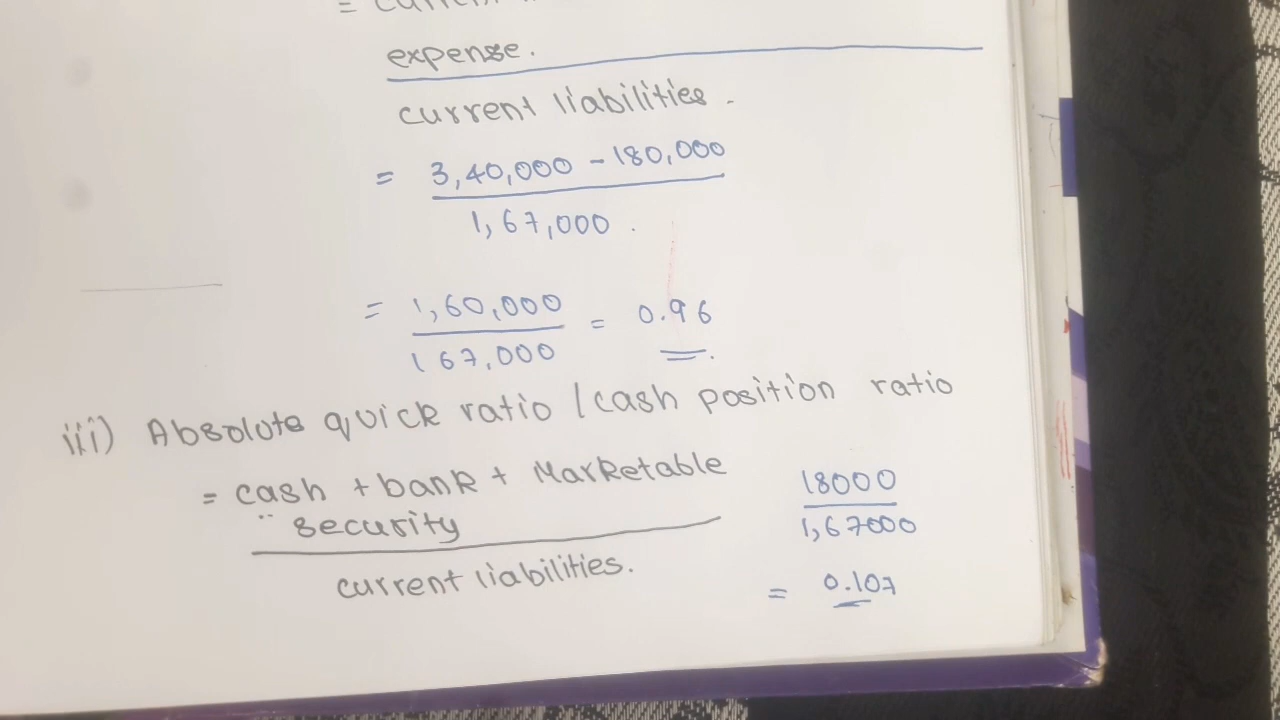 = current
expense.
current liabilities.
= 3,40,000 - 180,000
1,67,000.
= 1,60,000 = 0.96
167,000
iii) Absolute quick ratio / cash position ratio
= cash + bank + Marketable
security
current liabilities.
18000
1,67000
= 0.107